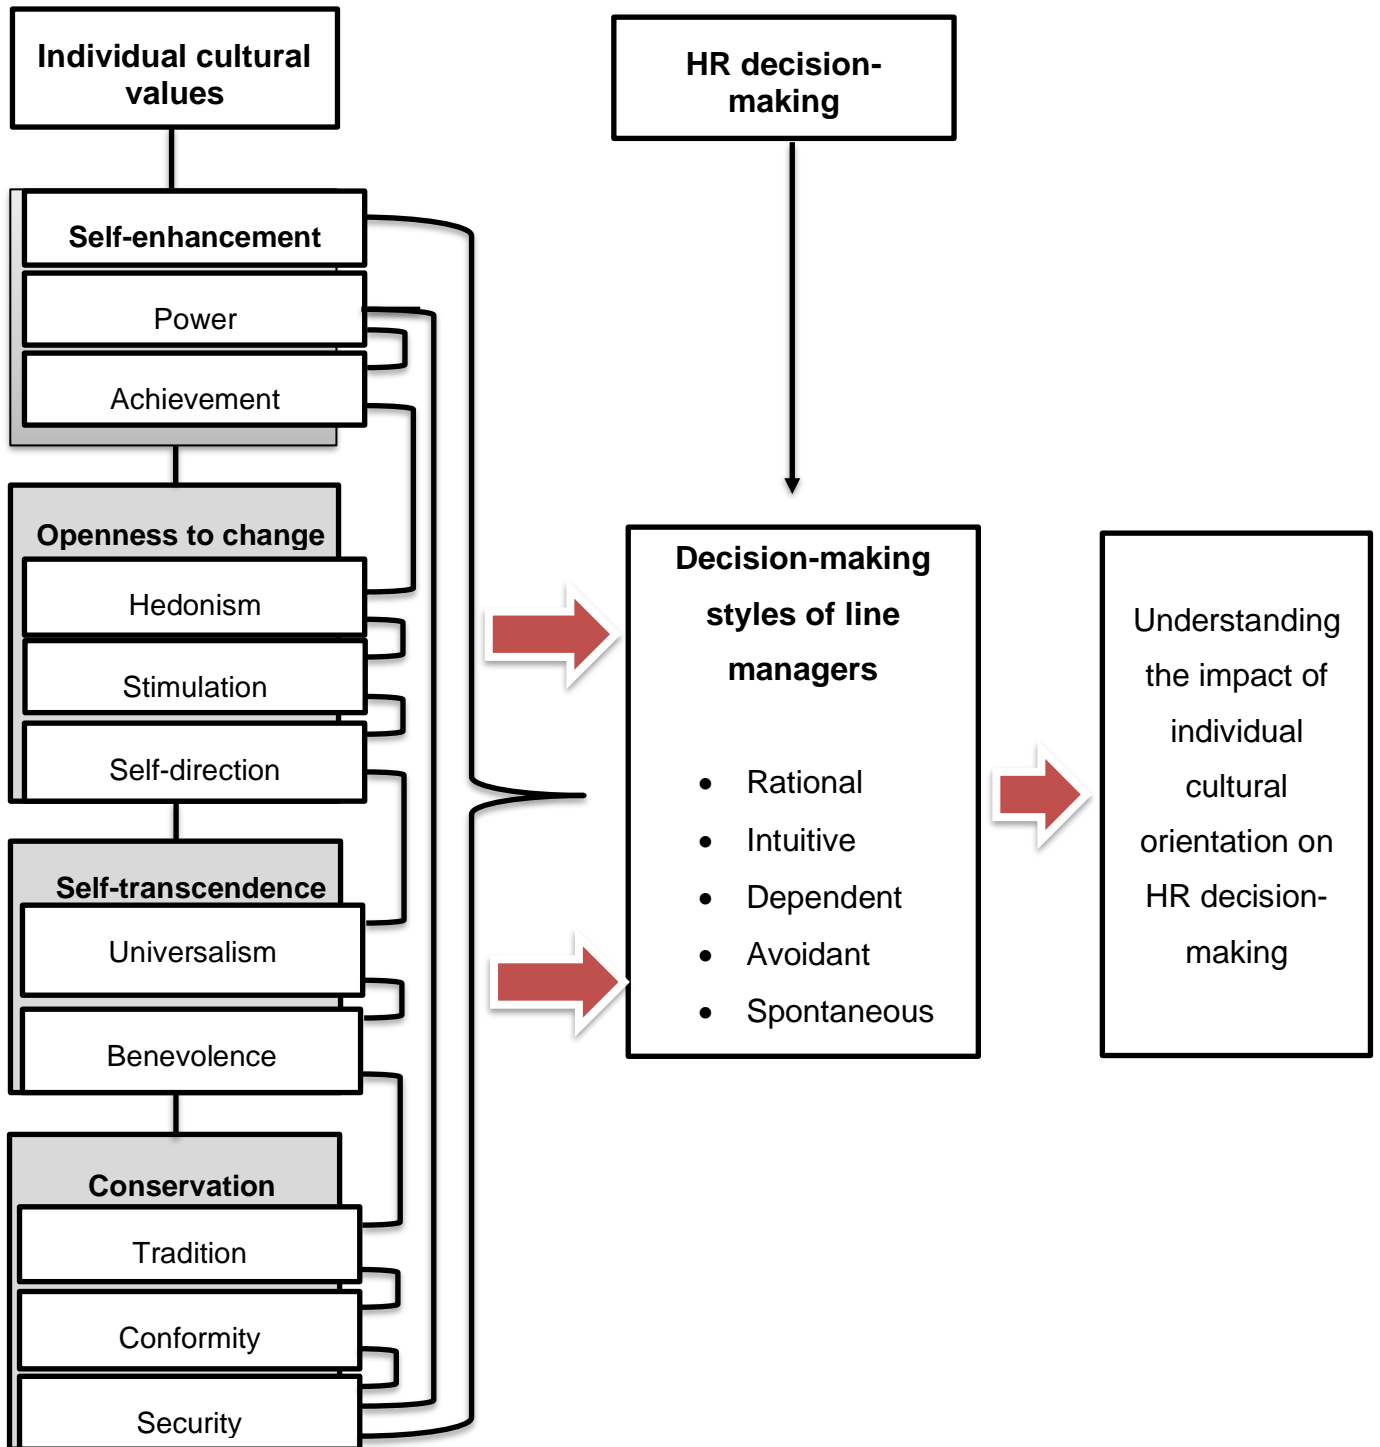 Individual cultural
values
HR decision-
making
Self-enhancement
Power
Achievement
Openness to change
Hedonism
Stimulation
Self-direction
Self-transcendence
Universalism
Benevolence
Conservation
Tradition
Conformity
Security
Decision-making
styles of line
managers
• Rational
• Intuitive
• Dependent
• Avoidant
• Spontaneous
Understanding
the impact of
individual
cultural
orientation on
HR decision-
making